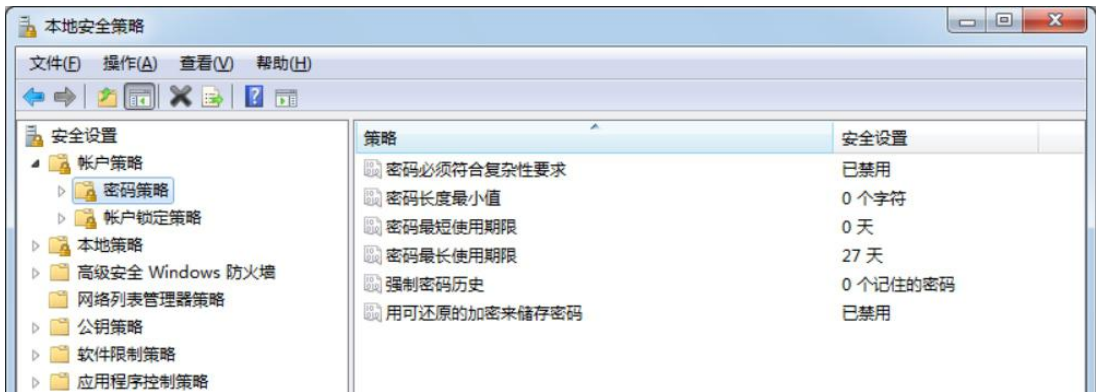 本地安全策略
文件(F) 操作(A) 查看(V) 帮助(H)
安全设置
帐户策略
密码策略
帐户锁定策略
本地策略
高级安全 Windows 防火墙
网络列表管理器策略
公钥策略
软件限制策略
应用程序控制策略
策略 安全设置
密码必须符合复杂性要求 已禁用
密码长度最小值 0 个字符
密码最短使用期限 0 天
密码最长使用期限 27 天
强制密码历史 0 个记住的密码
用可还原的加密来储存密码 已禁用